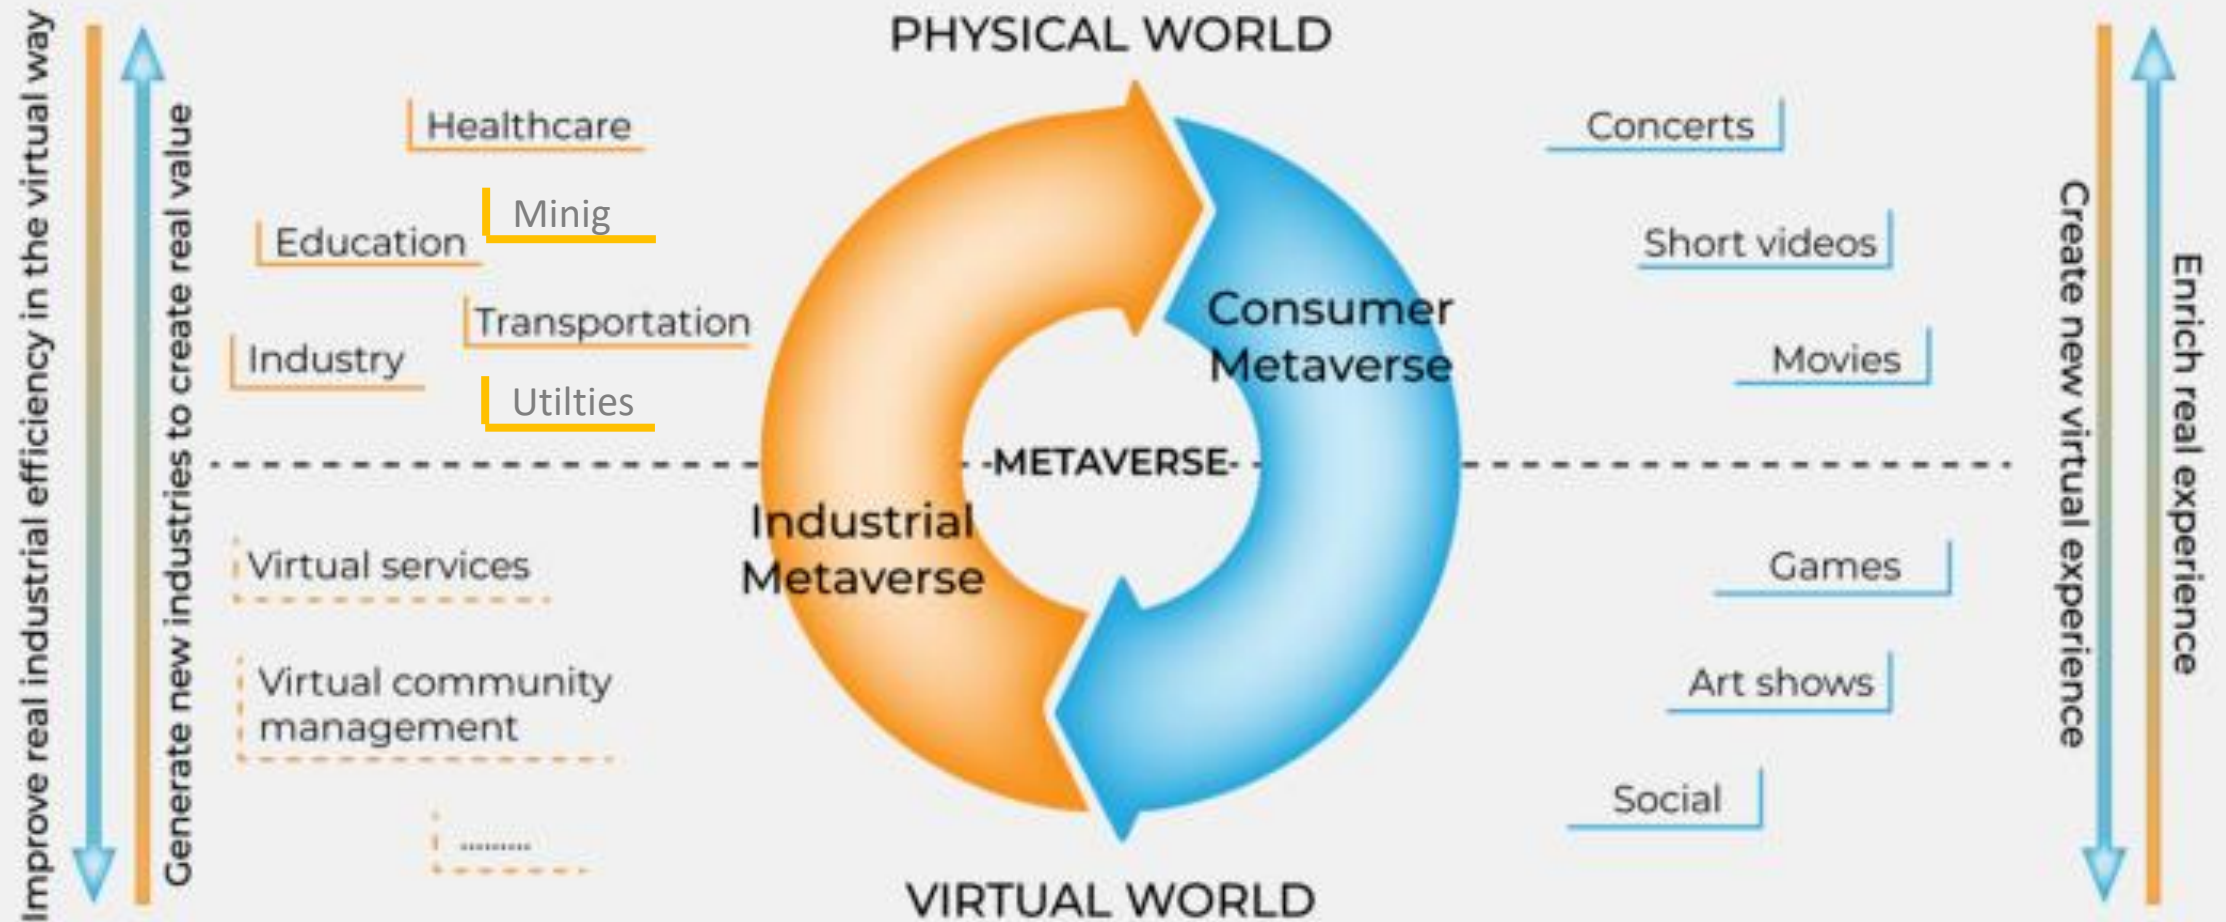 PHYSICAL WORLD
Improve real industrial efficiency in the virtual way
Generate new industries to create real value
Healthcare
Minig
Education
Transportation
Industry
Utilties
Virtual services
Virtual community
management
.........
Industrial
Metaverse
-METAVERSE-
Consumer
Metaverse
Concerts
Short videos
Movies
Games
Art shows
Social
Create new virtual experience
Enrich real experience
VIRTUAL WORLD